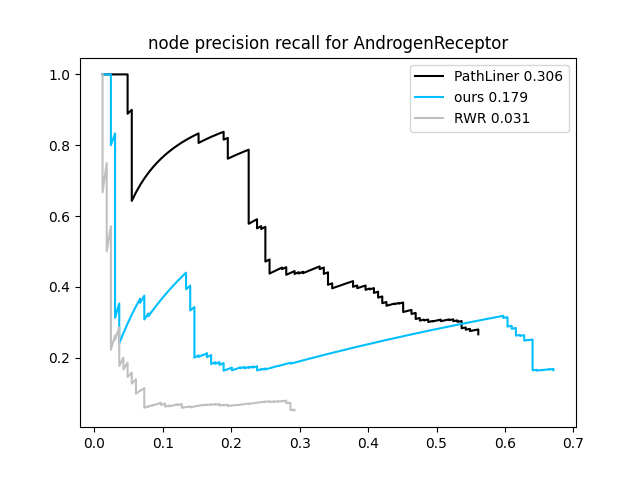 node precision recall for AndrogenReceptor
PathLiner 0.306
ours 0.179
RWR 0.031
1.0
0.8
0.6
0.4
0.2
0.0 0.1 0.2 0.3 0.4 0.5 0.6 0.7